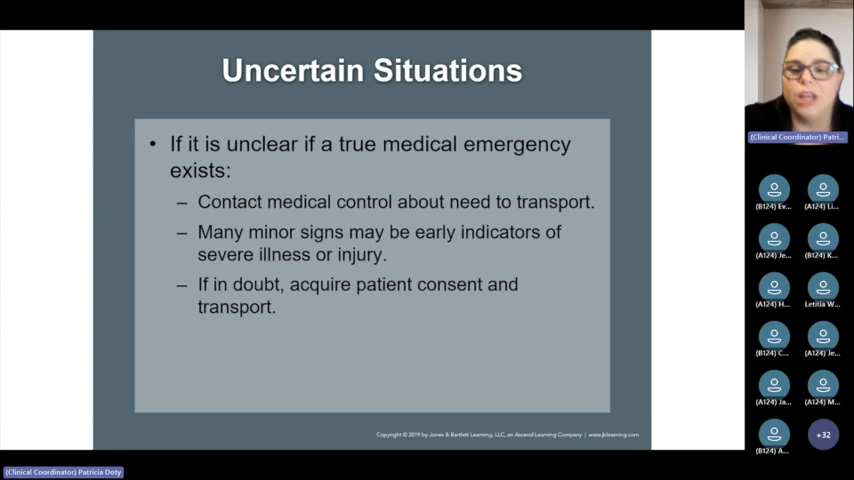 Uncertain Situations
• If it is unclear if a true medical emergency
exists:
– Contact medical control about need to transport.
– Many minor signs may be early indicators of
severe illness or injury.
– If in doubt, acquire patient consent and
transport.
Copyright © 2019 by Jones & Bartlett Learning, LLC, an Ascend Learning Company | www.jblearning.com
(Clinical Coordinator) Patri...
(B124) Ev... (A124) Li...
(A124) Je... (B124) K...
(A124) H... Letitia W...
(B124) C... (A124) Je...
(A124) Ja... (A124) M...
(B124) A... +32
(Clinical Coordinator) Patricia Doty